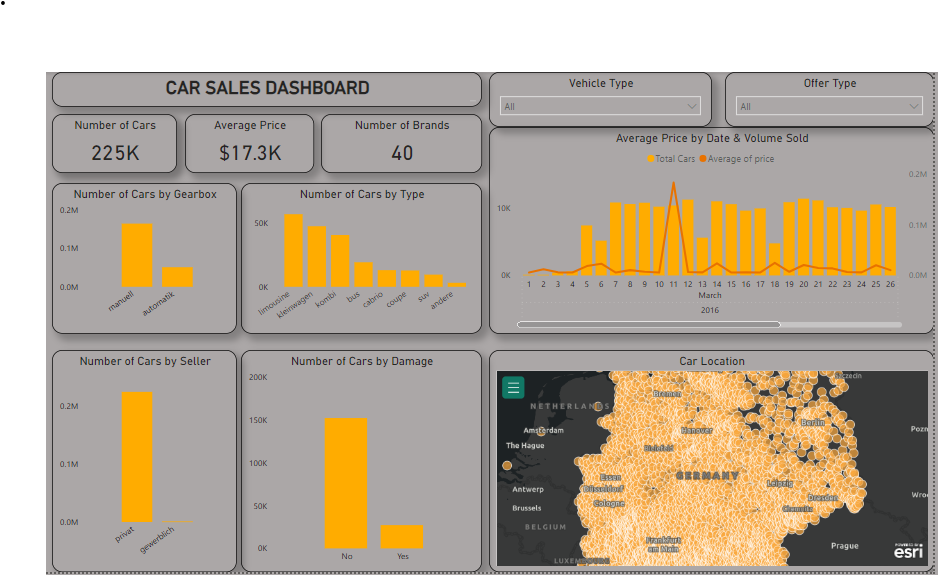 CAR SALES DASHBOARD
Vehicle Type
All
Offer Type
All
Number of Cars
225K
Average Price
$17.3K
Number of Brands
40
Average Price by Date & Volume Sold
Total Cars Average of price
0.2M
0.1M
0.0M
10K
0K
1 2 3 4 5 6 7 8 9 10 11 12 13 14 15 16 17 18 19 20 21 22 23 24 25 26
March
2016
Number of Cars by Gearbox
0.2M
0.1M
0.0M
manuell
automatik
Number of Cars by Type
50K
0K
limousine
kleinwagen
kombi
bus
cabrio
coupe
suv
andere
Number of Cars by Seller
0.2M
0.1M
0.0M
privat
gewerblich
Number of Cars by Damage
200K
150K
100K
50K
0K
No
Yes
Car Location
Szczecin
Bremen
NETHERLANDS
Berlin
Amsterdam
Hanover
Pozn
The Hague
Bielefeld
GERMANY
Essen
Leipzig
Antwerp
Düsseldorf
Dresden
Wro
Cologne
Chemnitz
Brussels
BELGIUM
Frankfurt
am Main
Prague
LUXEMBOURG
POWERED BY
esri